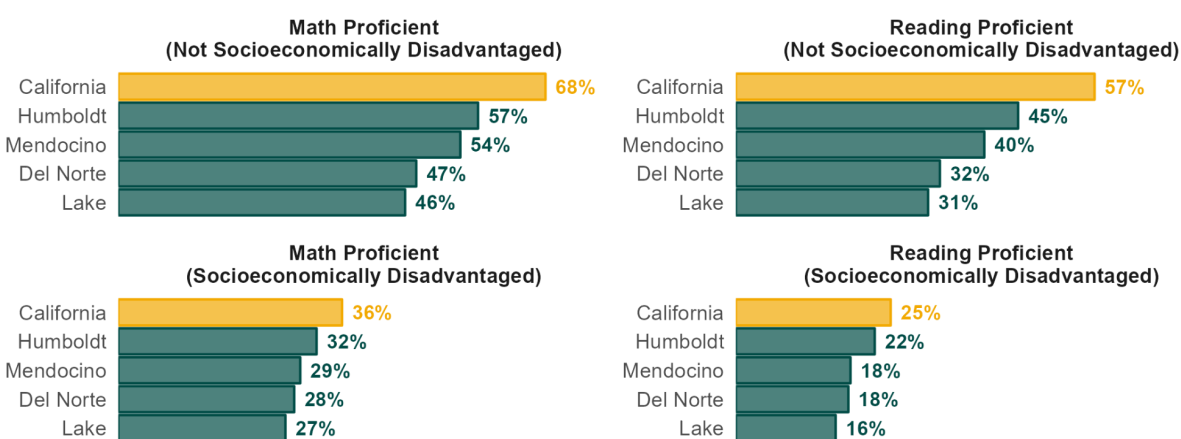 Math Proficient
(Not Socioeconomically Disadvantaged)
California 68%
Humboldt 57%
Mendocino 54%
Del Norte 47%
Lake 46%
Reading Proficient
(Not Socioeconomically Disadvantaged)
California 57%
Humboldt 45%
Mendocino 40%
Del Norte 32%
Lake 31%
Math Proficient
(Socioeconomically Disadvantaged)
California 36%
Humboldt 32%
Mendocino 29%
Del Norte 28%
Lake 27%
Reading Proficient
(Socioeconomically Disadvantaged)
California 25%
Humboldt 22%
Mendocino 18%
Del Norte 18%
Lake 16%